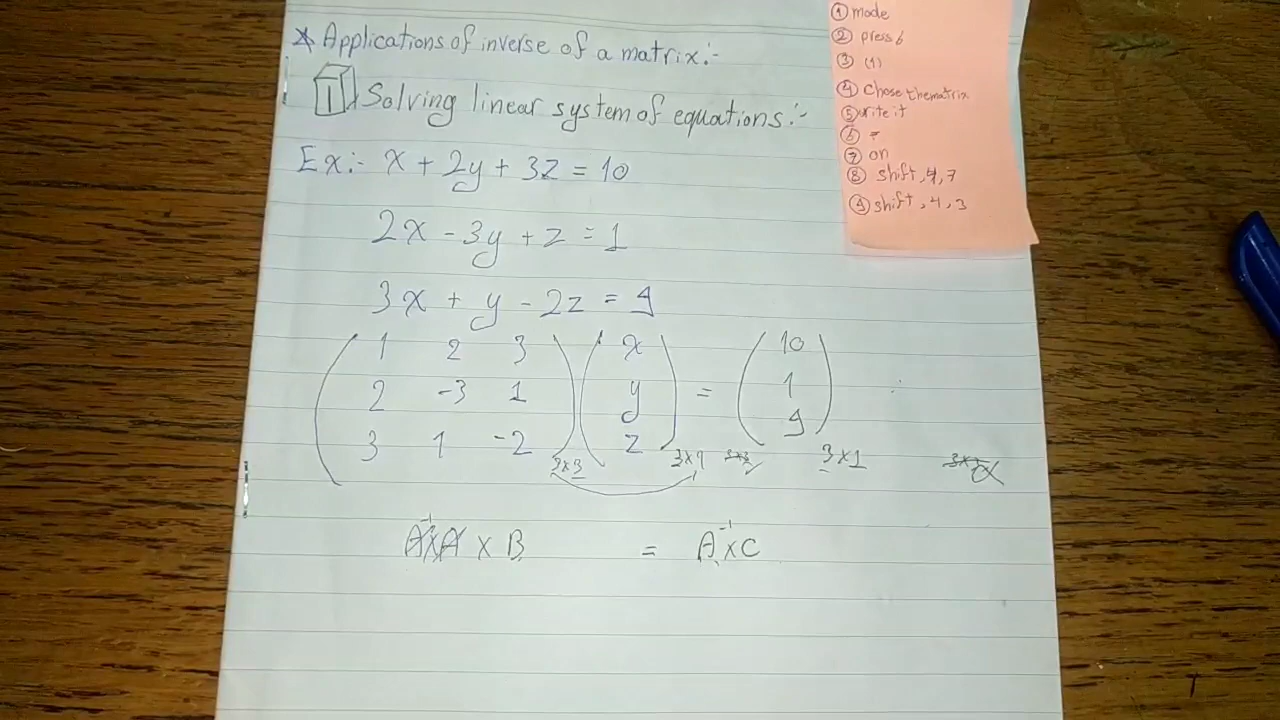 * Applications of inverse of a matrix:-
1 Solving linear system of equations:-
Ex:- x + 2y + 3z = 10
2x - 3y + z = 1
3x + y - 2z = 9
1 2 3 x 10
2 -3 1 y = 1
3 1 -2 z 9
3x3 3x1 3x1
A⁻¹xA x B = A⁻¹xC
① mode
② press 6
③ (1)
④ Chose the matrix
⑤ write it
⑥ =
⑦ on
⑧ shift, 4, 7
⑨ shift, 4, 3